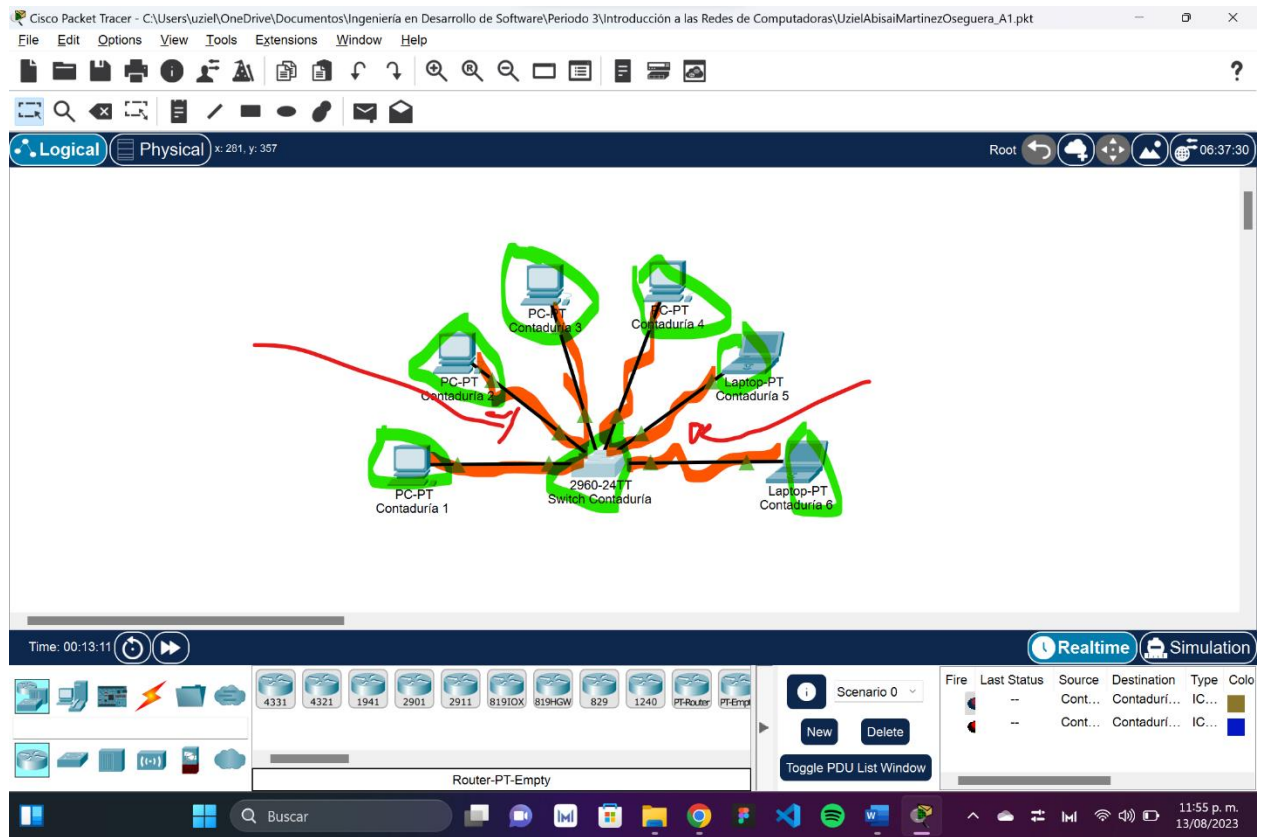 Cisco Packet Tracer - C:\Users\uziel\OneDrive\Documentos\Ingeniería en Desarrollo de Software\Periodo 3\Introducción a las Redes de Computadoras\UzielAbisaiMartinezOseguera_A1.pkt
File Edit Options View Tools Extensions Window Help
Logical Physical x: 281, y: 357 Root 06:37:30
PC-PT
Contaduría 3
PC-PT
Contaduría 4
PC-PT
Contaduría 2
Laptop-PT
Contaduría 5
PC-PT
Contaduría 1
2960-24TT
Switch Contaduría
Laptop-PT
Contaduría 6
Time: 00:13:11 Realtime Simulation
4331 4321 1941 2901 2911 819IOX 819HGW 829 1240 PT-Router PT-Empt
Router-PT-Empty
Scenario 0
New Delete
Toggle PDU List Window
Fire Last Status Source Destination Type Colo
-- Cont... Contadurí... IC...
-- Cont... Contadurí... IC...
Buscar
11:55 p. m.
13/08/2023